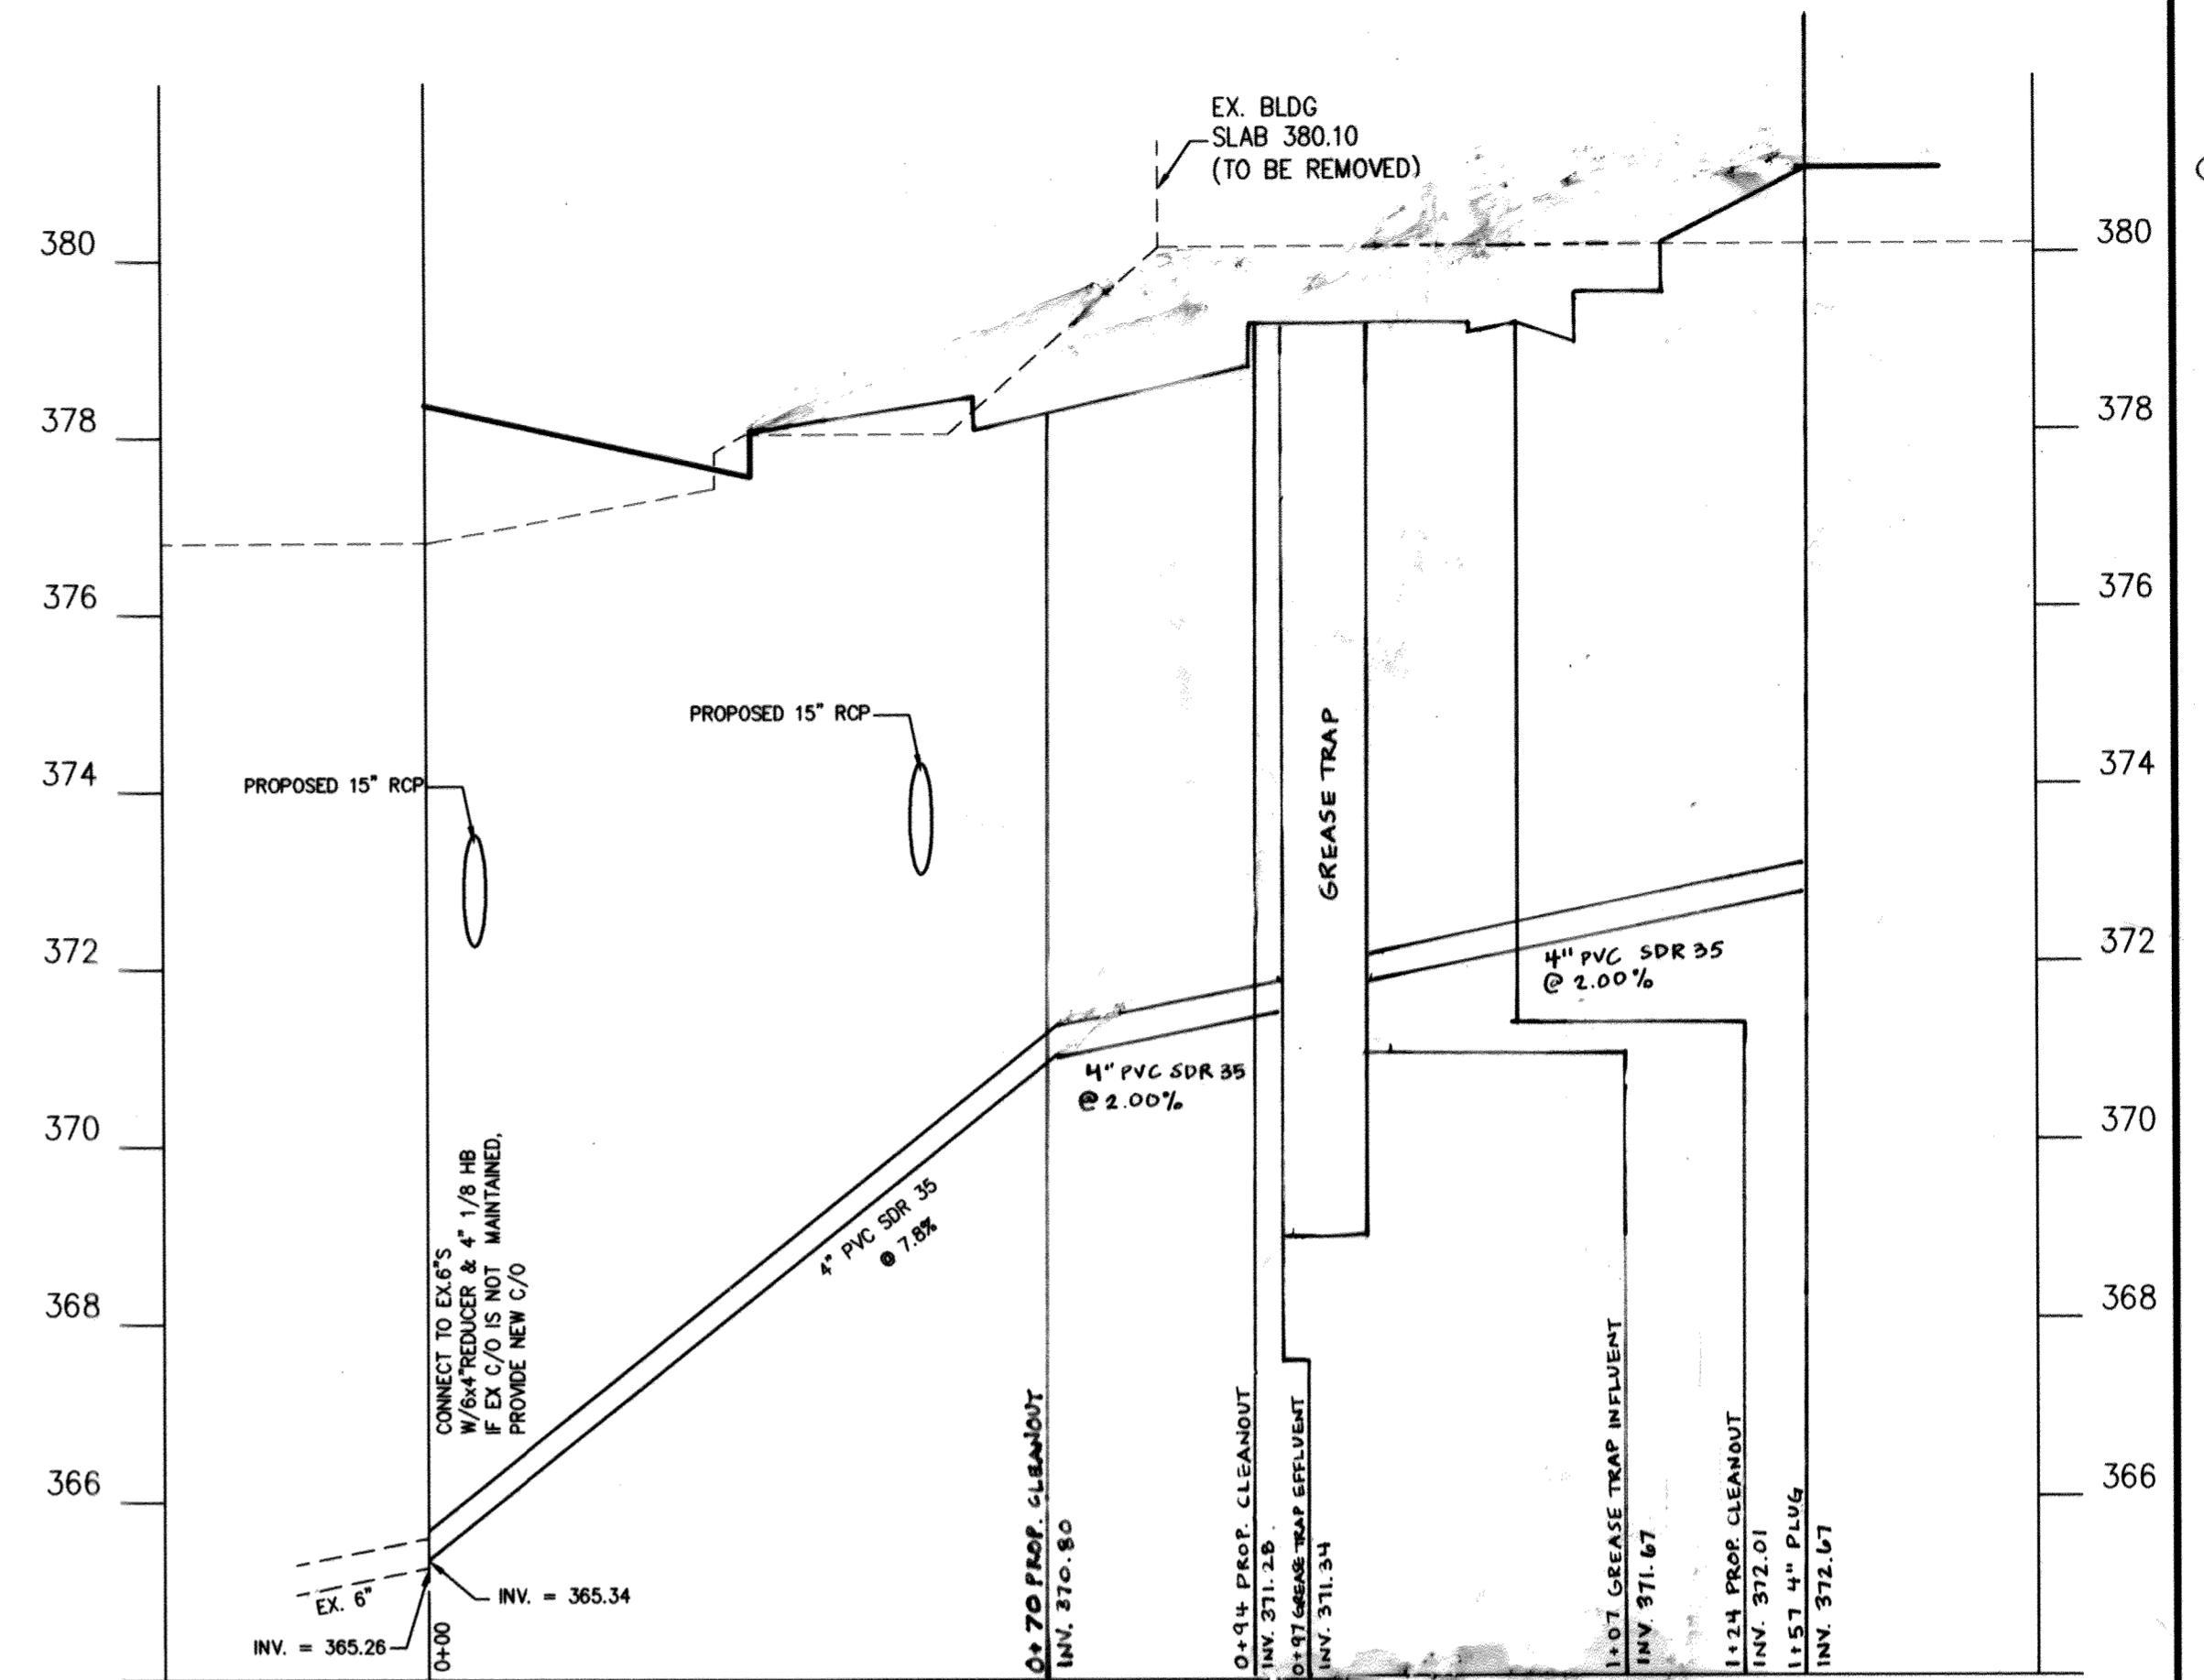 EX. BLDG
SLAB 380.10
(TO BE REMOVED)
380
380
378
378
376
376
PROPOSED 15" RCP
PROPOSED 15" RCP
374
374
GREASE TRAP
372
372
4" PVC SDR 35
@ 2.00%
4" PVC SDR 35
@ 2.00%
370
370
4" PVC SDR 35
@ 7.8%
368
368
CONNECT TO EX.6"S
W/6x4"REDUCER & 4" 1/8 HB
IF EX C/O IS NOT MAINTAINED,
PROVIDE NEW C/O
366
366
EX. 6"
INV. = 365.34
INV. = 365.26
0+00
0+70 PROP. CLEANOUT
INV. 370.80
0+94 PROP. CLEANOUT
INV. 371.28
0+97 GREASE TRAP EFFLUENT
INV. 371.34
1+07 GREASE TRAP INFLUENT
INV. 371.67
1+24 PROP. CLEANOUT
INV. 372.01
1+57 4" PLUG
INV. 372.67